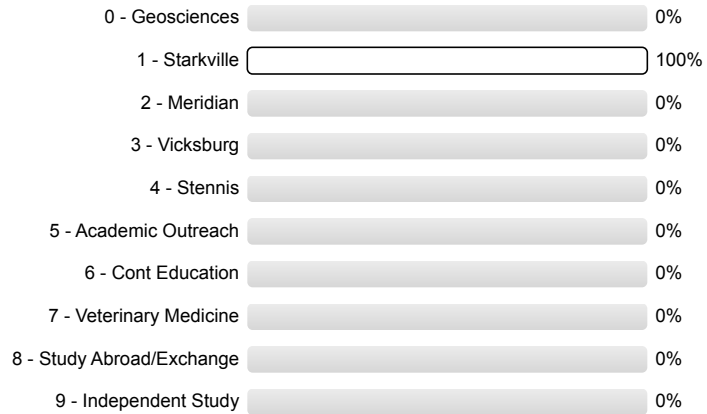 0 - Geosciences 0%
1 - Starkville 100%
2 - Meridian 0%
3 - Vicksburg 0%
4 - Stennis 0%
5 - Academic Outreach 0%
6 - Cont Education 0%
7 - Veterinary Medicine 0%
8 - Study Abroad/Exchange 0%
9 - Independent Study 0%